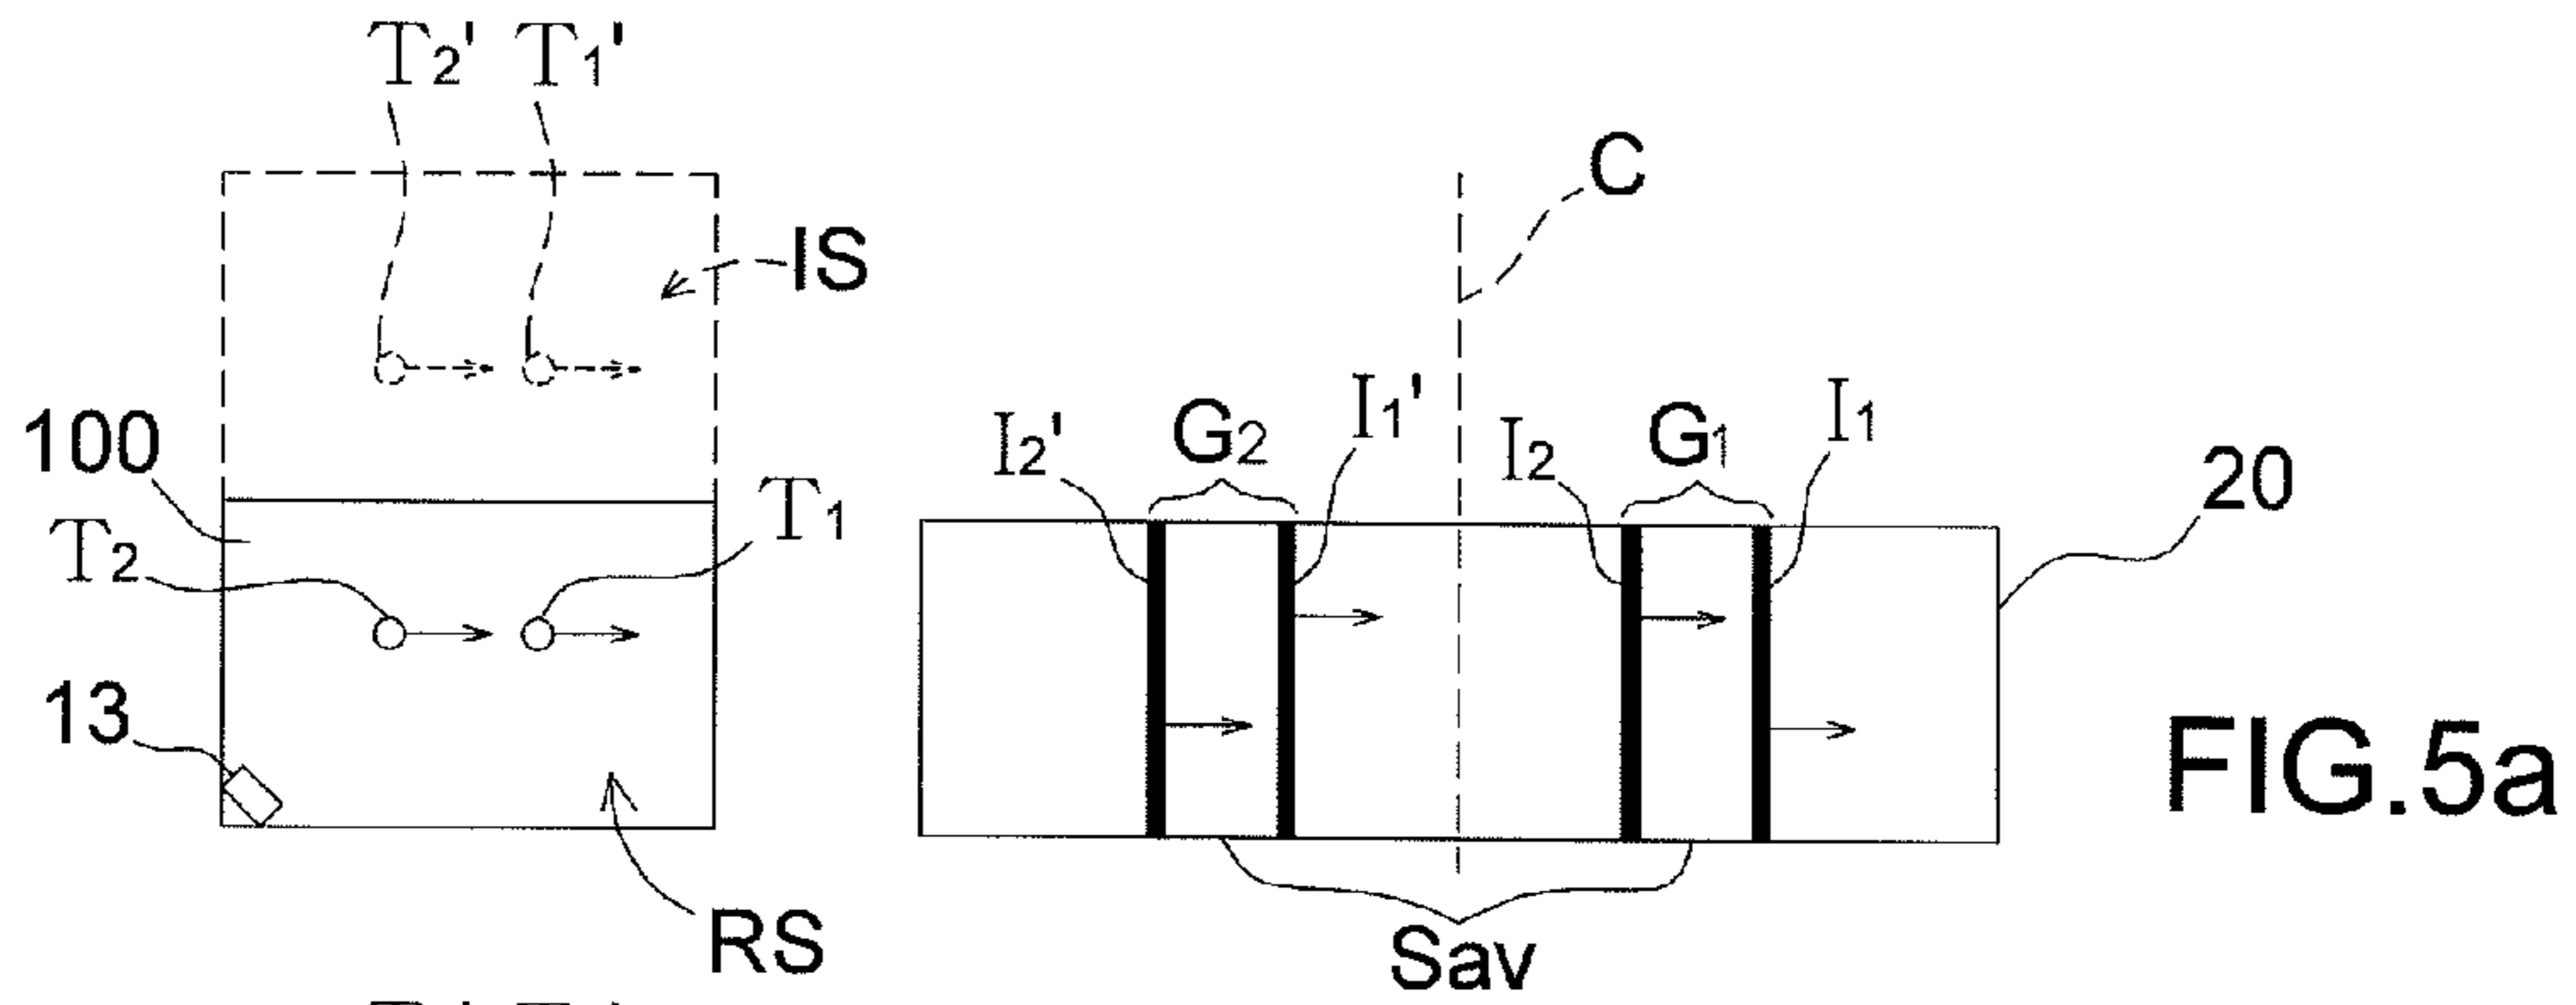 T2' T1'
C
IS
I2' G2 I1' I2 G1 I1
100
T1
20
T2
13
FIG.5a
RS
Sav